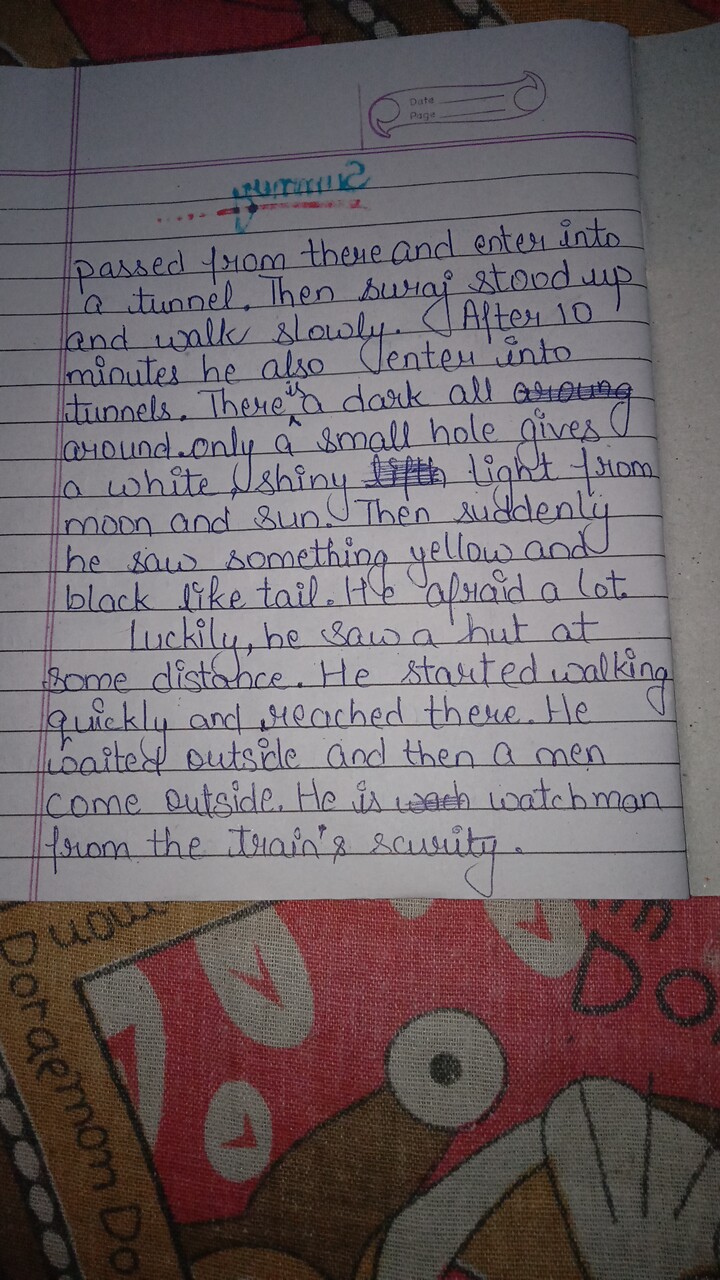 Date
Page
Summary
passed from there and enter into
a tunnel. Then suraj stood up
and walk slowly. After 10
minutes he also enter into
tunnels. There is a dark all
around. only a small hole gives
a white, shiny light from
moon and sun. Then suddenly
he saw something yellow and
black like tail. He afraid a lot.
Luckily, he saw a hut at
some distance. He started walking
quickly and reached there. He
waited outside and then a men
come outside. He is watchman
from the train's scurity.
Doraemon Do
Do